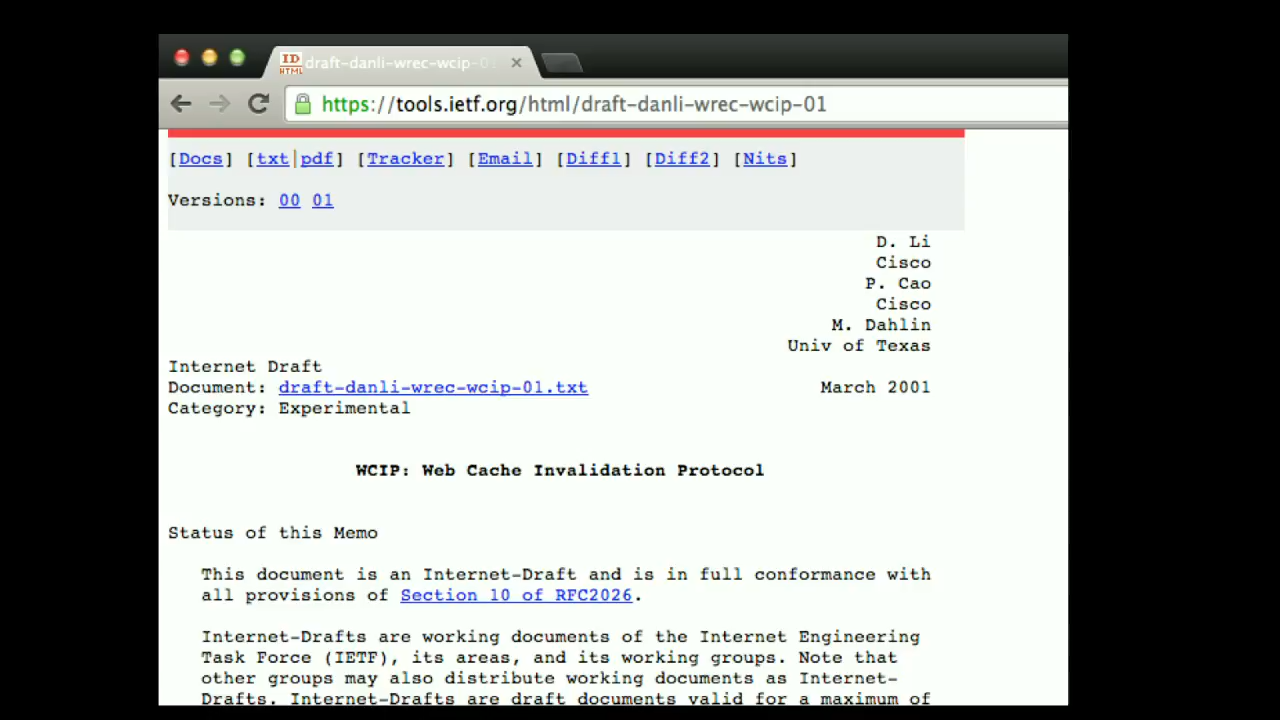 ID
HTML
draft-danli-wrec-wcip-0
https://tools.ietf.org/html/draft-danli-wrec-wcip-01
[Docs] [txt|pdf] [Tracker] [Email] [Diff1] [Diff2] [Nits]
Versions: 00 01
D. Li
Cisco
P. Cao
Cisco
M. Dahlin
Univ of Texas
Internet Draft
Document: draft-danli-wrec-wcip-01.txt March 2001
Category: Experimental
WCIP: Web Cache Invalidation Protocol
Status of this Memo
This document is an Internet-Draft and is in full conformance with
all provisions of Section 10 of RFC2026.
Internet-Drafts are working documents of the Internet Engineering
Task Force (IETF), its areas, and its working groups. Note that
other groups may also distribute working documents as Internet-
Drafts. Internet-Drafts are draft documents valid for a maximum of